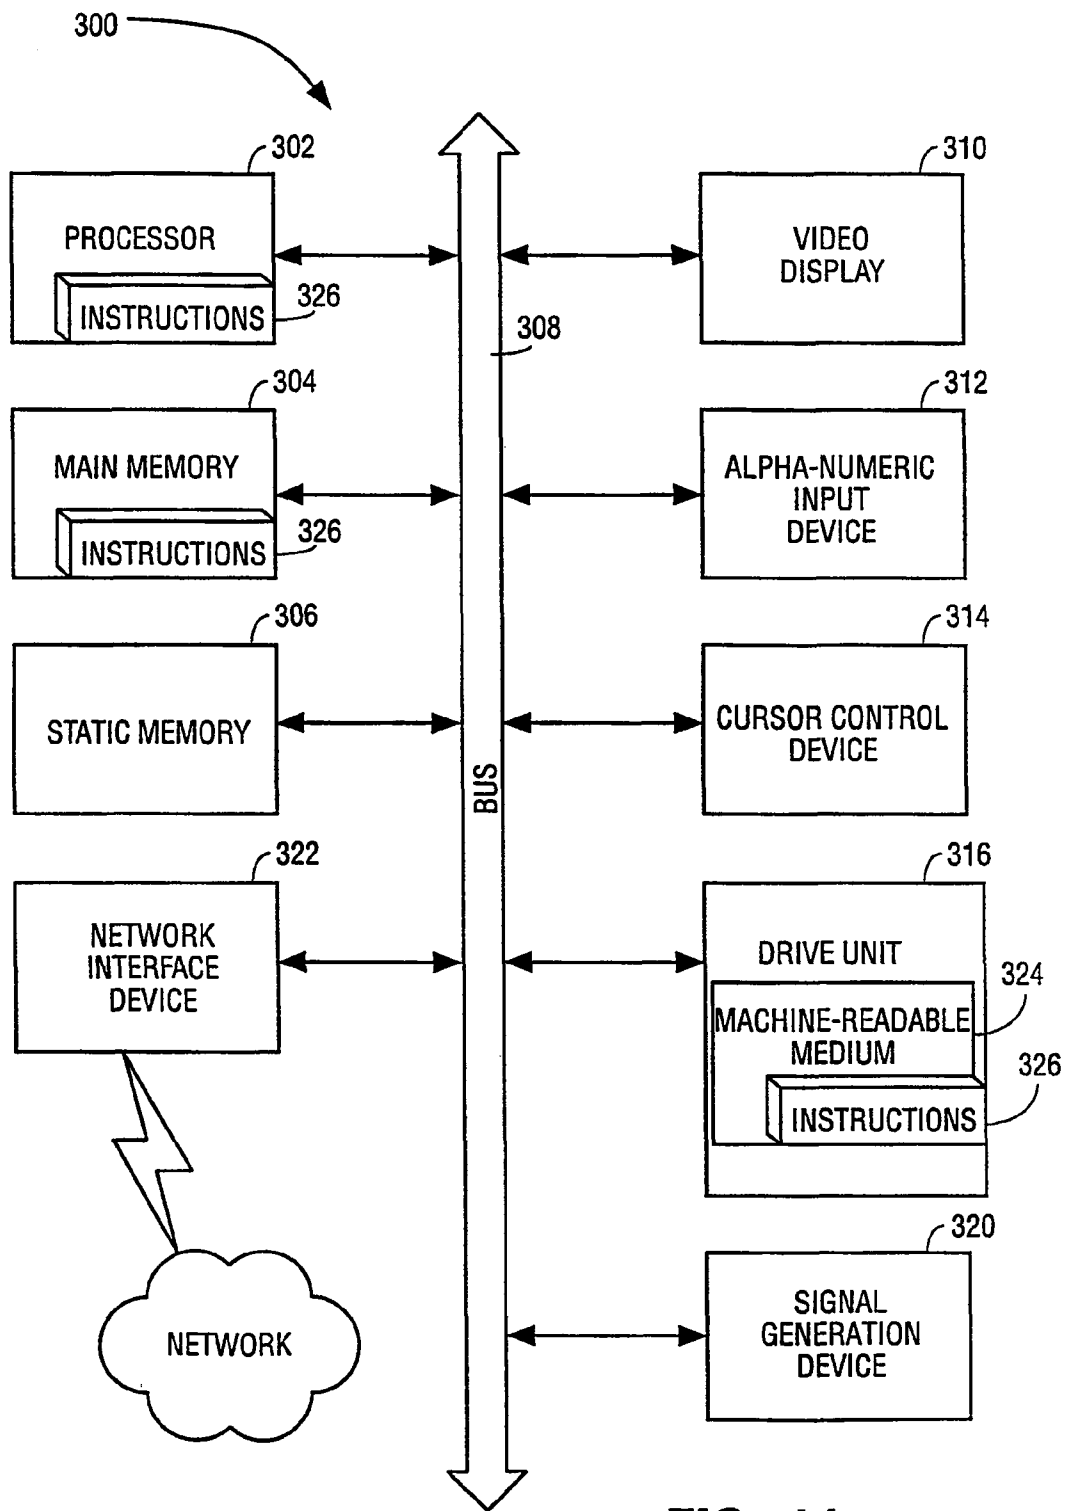 300
302
PROCESSOR
INSTRUCTIONS
326
304
MAIN MEMORY
INSTRUCTIONS
326
306
STATIC MEMORY
322
NETWORK
INTERFACE
DEVICE
NETWORK
308
BUS
310
VIDEO
DISPLAY
312
ALPHA-NUMERIC
INPUT
DEVICE
314
CURSOR CONTROL
DEVICE
316
DRIVE UNIT
324
MACHINE-READABLE
MEDIUM
326
INSTRUCTIONS
320
SIGNAL
GENERATION
DEVICE